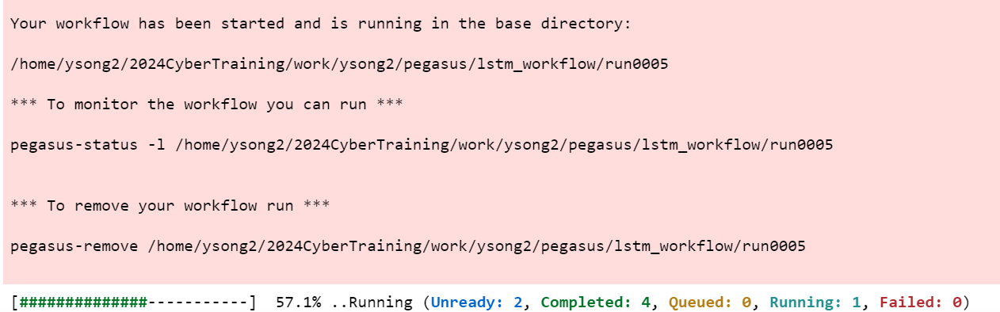 Your workflow has been started and is running in the base directory:
/home/ysong2/2024CyberTraining/work/ysong2/pegasus/lstm_workflow/run0005
*** To monitor the workflow you can run ***
pegasus-status -l /home/ysong2/2024CyberTraining/work/ysong2/pegasus/lstm_workflow/run0005
*** To remove your workflow run ***
pegasus-remove /home/ysong2/2024CyberTraining/work/ysong2/pegasus/lstm_workflow/run0005
[##############-----------]  57.1% ..Running (Unready: 2, Completed: 4, Queued: 0, Running: 1, Failed: 0)